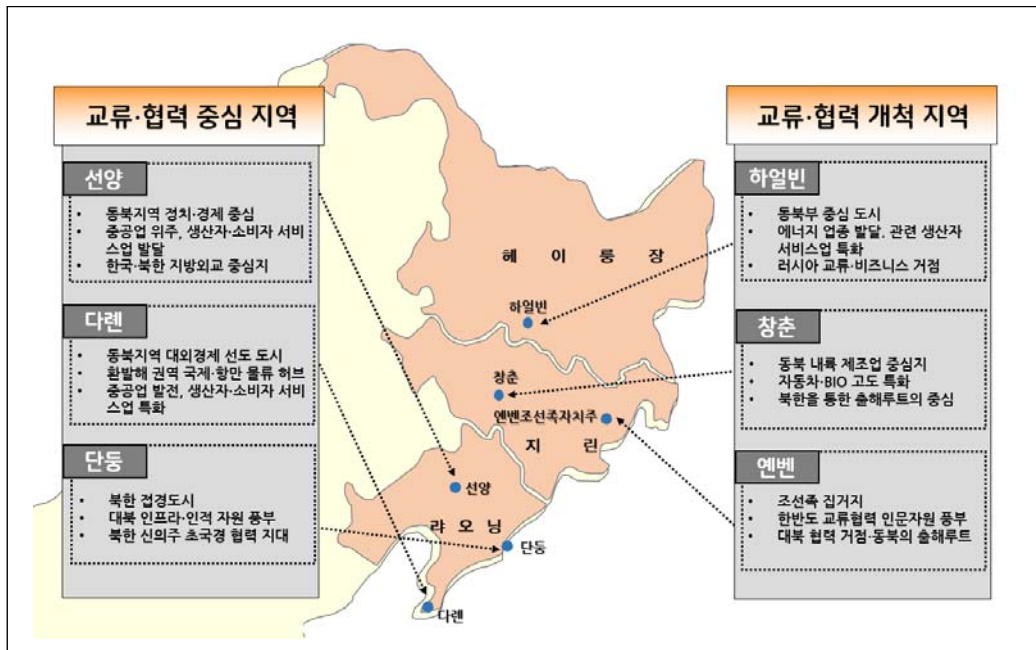 교류·협력 중심 지역
선양
• 동북지역 정치·경제 중심
• 중공업 위주, 생산자·소비자 서비
스업 발달
• 한국·북한 지방외교 중심지
다롄
• 동북지역 대외경제 선도 도시
• 환발해 권역 국제·항만 물류 허브
• 중공업 발전, 생산자·소비자 서비
스업 특화
단둥
• 북한 접경도시
• 대북 인프라·인적 자원 풍부
• 북한 신의주 초국경 협력 지대
헤 이 룽 장
하얼빈
창춘
옌볜조선족자치주
지 린
선양
랴 오 닝
단둥
다롄
교류·협력 개척 지역
하얼빈
• 동북부 중심 도시
• 에너지 업종 발달, 관련 생산자
서비스업 특화
• 러시아 교류·비즈니스 거점
창춘
• 동북 내륙 제조업 중심지
• 자동차·BIO 고도 특화
• 북한을 통한 출해루트의 중심
옌볜
• 조선족 집거지
• 한반도 교류협력 인문자원 풍부
• 대북 협력 거점·동북의 출해루트